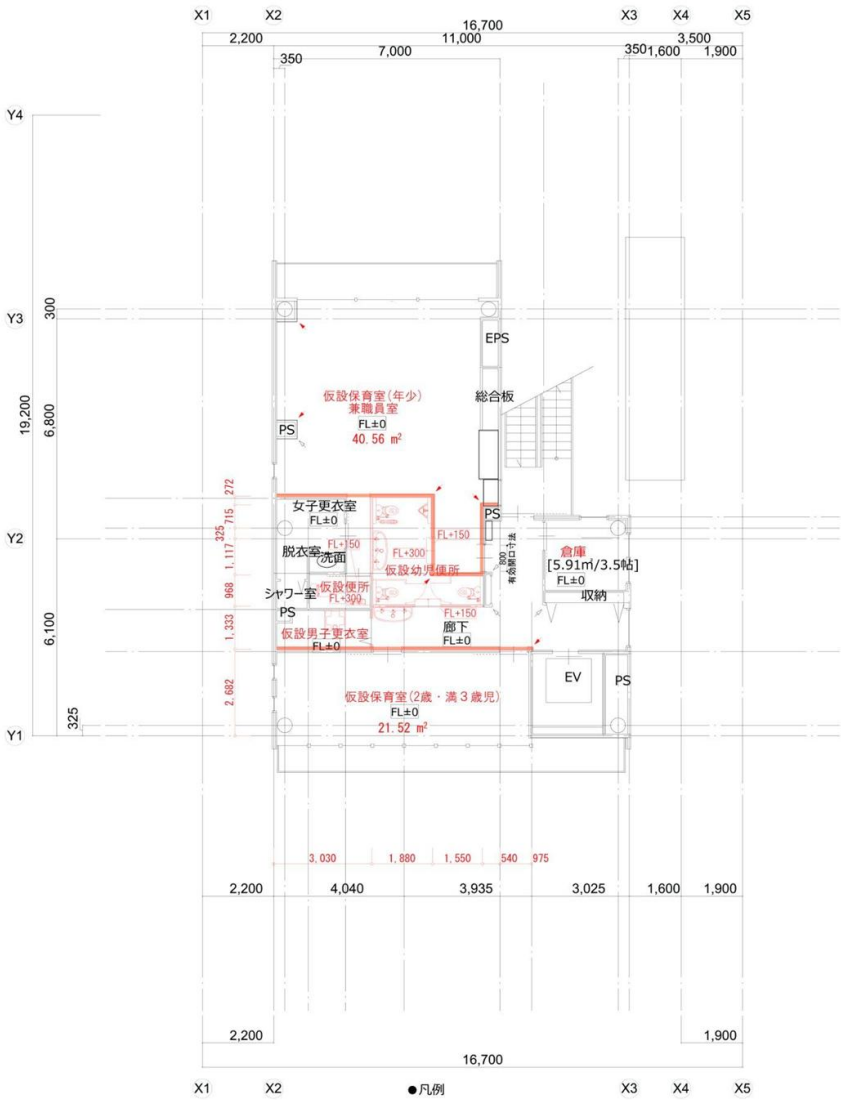 X1
X2
X3
X4
X5
16,700
2,200
11,000
3,500
350
7,000
350
1,600
1,900
Y4
Y3
300
EPS
総合板
仮設保育室(年少)
兼職員室
FL±0
40.56 m²
PS
19,200
6,800
272
女子更衣室
FL±0
715
PS
325
FL+150
FL+150
Y2
1,117
脱衣室
洗面
FL+300
800
有効開口寸法
倉庫
[5.91㎡/3.5帖]
FL±0
仮設幼児便所
968
シャワー室
仮設便所
FL+300
収納
PS
FL+150
6,100
1,333
仮設男子更衣室
FL±0
廊下
FL±0
EV
PS
2,682
仮設保育室(2歳・満３歳児)
FL±0
21.52 m²
325
Y1
3,030
1,880
1,550
540
975
2,200
4,040
3,935
3,025
1,600
1,900
2,200
1,900
16,700
X1
X2
●凡例
X3
X4
X5